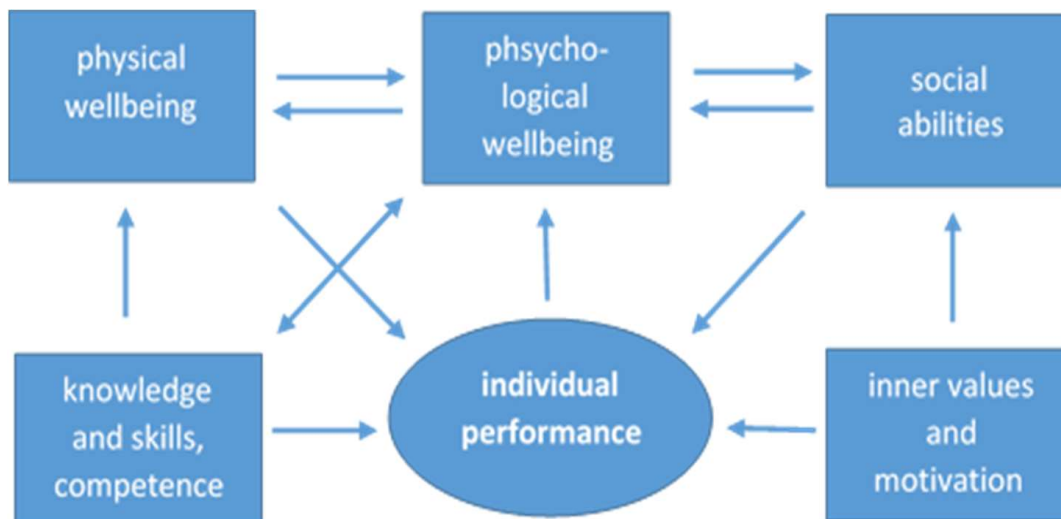 physical
wellbeing
phsycho-
logical
wellbeing
social
abilities
knowledge
and skills,
competence
individual
performance
inner values
and
motivation